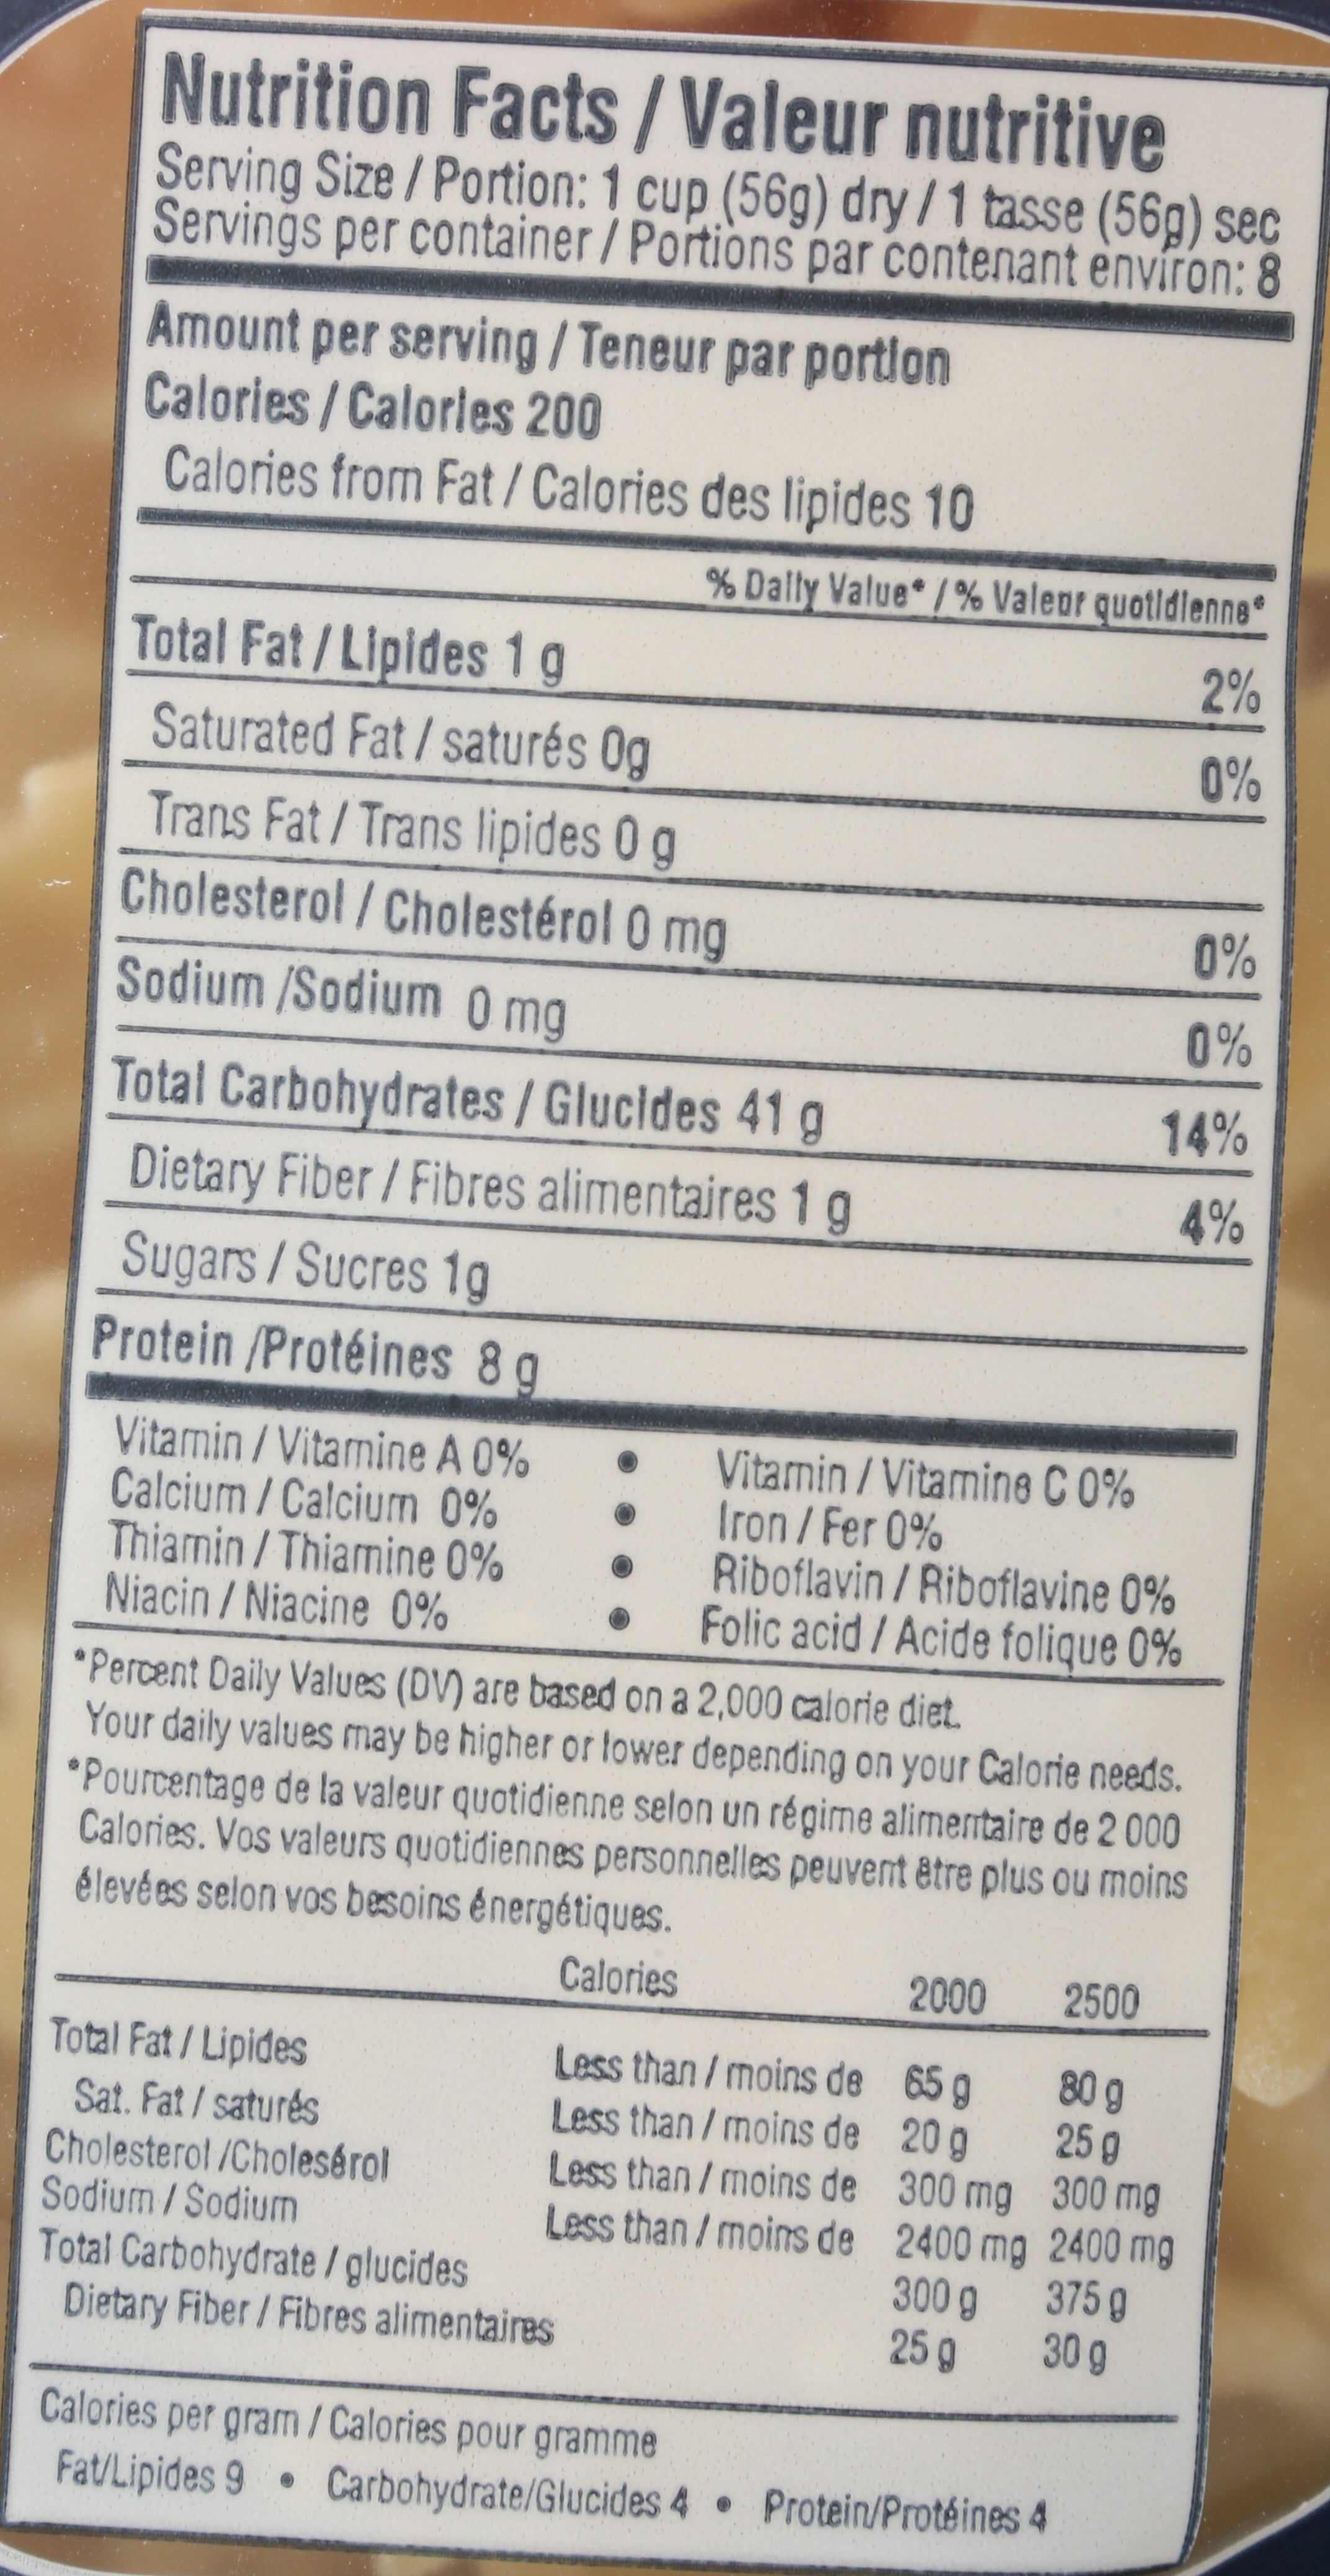 Nutrition Facts / Valeur nutritive
Serving Size / Portion: 1 cup (56g) dry / 1 tasse (56g) sec
Servings per container / Portions par contenant environ: 8
Amount per serving / Teneur par portion
Calories / Calories 200
Calories from Fat / Calories des lipides 10
% Daily Value* / % Valeur quotidienne*
Total Fat / Lipides 1 g 2%
Saturated Fat / saturés 0g 0%
Trans Fat / Trans lipides 0 g
Cholesterol / Cholestérol 0 mg 0%
Sodium /Sodium 0 mg 0%
Total Carbohydrates / Glucides 41 g 14%
Dietary Fiber / Fibres alimentaires 1 g 4%
Sugars / Sucres 1g
Protein /Protéines 8 g
Vitamin / Vitamine A 0% • Vitamin / Vitamine C 0%
Calcium / Calcium 0% • Iron / Fer 0%
Thiamin / Thiamine 0% • Riboflavin / Riboflavine 0%
Niacin / Niacine 0% • Folic acid / Acide folique 0%
*Percent Daily Values (DV) are based on a 2,000 calorie diet.
Your daily values may be higher or lower depending on your Calorie needs.
*Pourcentage de la valeur quotidienne selon un régime alimentaire de 2 000
Calories. Vos valeurs quotidiennes personnelles peuvent être plus ou moins
élevées selon vos besoins énergétiques.
Calories 2000 2500
Total Fat / Lipides Less than / moins de 65 g 80 g
Sat. Fat / saturés Less than / moins de 20 g 25 g
Cholesterol /Cholesérol Less than / moins de 300 mg 300 mg
Sodium / Sodium Less than / moins de 2400 mg 2400 mg
Total Carbohydrate / glucides 300 g 375 g
Dietary Fiber / Fibres alimentaires 25 g 30 g
Calories per gram / Calories pour gramme
Fat/Lipides 9 • Carbohydrate/Glucides 4 • Protein/Protéines 4